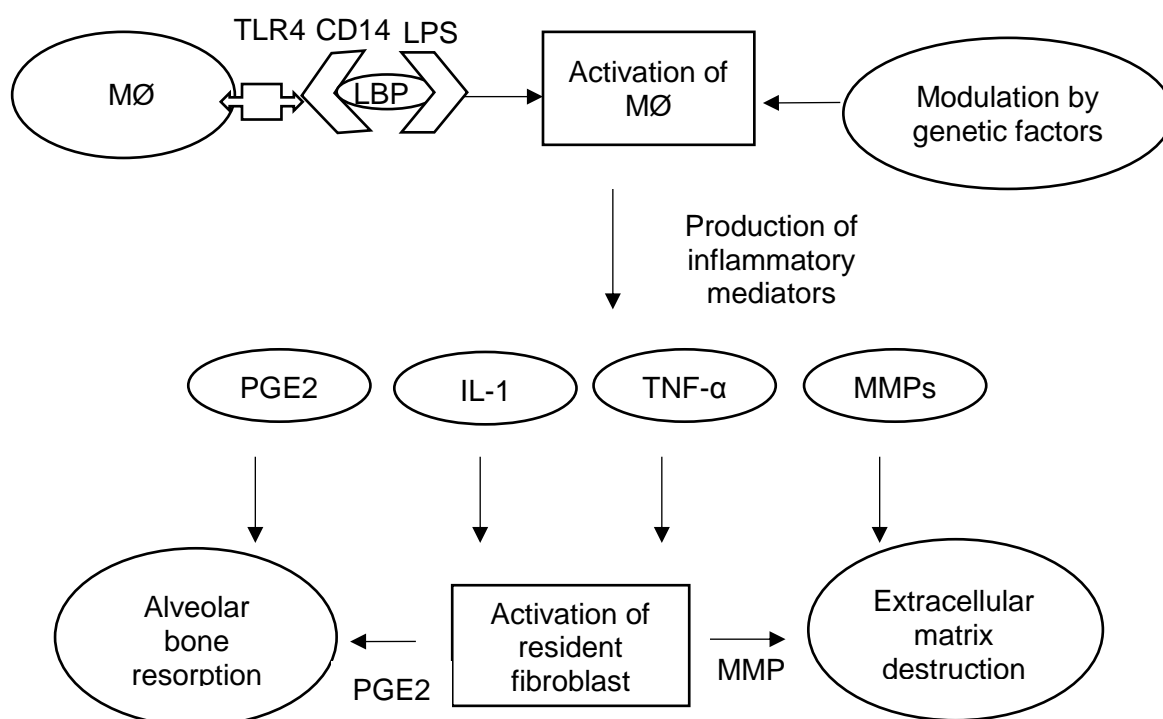 TLR4 CD14 LPS
MØ
LBP
Activation of
MØ
Modulation by
genetic factors
Production of
inflammatory
mediators
PGE2
IL-1
TNF-α
MMPs
Alveolar
bone
resorption
PGE2
Activation of
resident
fibroblast
MMP
Extracellular
matrix
destruction